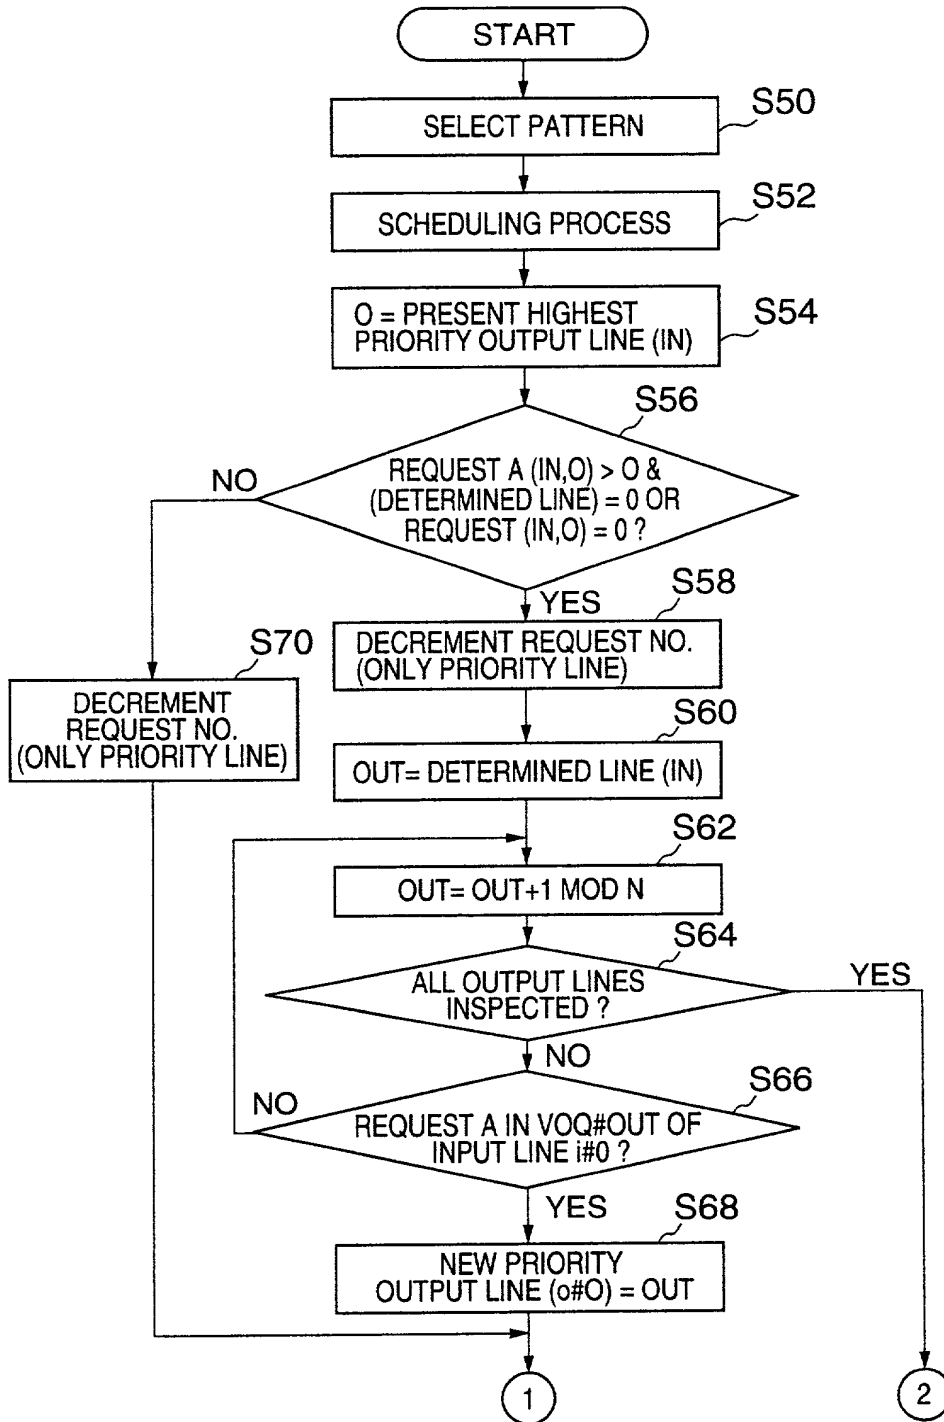 START
S50
SELECT PATTERN
S52
SCHEDULING PROCESS
S54
O = PRESENT HIGHEST
PRIORITY OUTPUT LINE (IN)
S56
NO
REQUEST A (IN,O) > O &
(DETERMINED LINE) = 0 OR
REQUEST (IN,O) = 0 ?
YES
S58
DECREMENT REQUEST NO.
(ONLY PRIORITY LINE)
S70
DECREMENT
REQUEST NO.
(ONLY PRIORITY LINE)
S60
OUT= DETERMINED LINE (IN)
S62
OUT= OUT+1 MOD N
S64
ALL OUTPUT LINES
INSPECTED ?
YES
NO
S66
NO
REQUEST A IN VOQ#OUT OF
INPUT LINE i#0 ?
YES
S68
NEW PRIORITY
OUTPUT LINE (o#O) = OUT
1
2